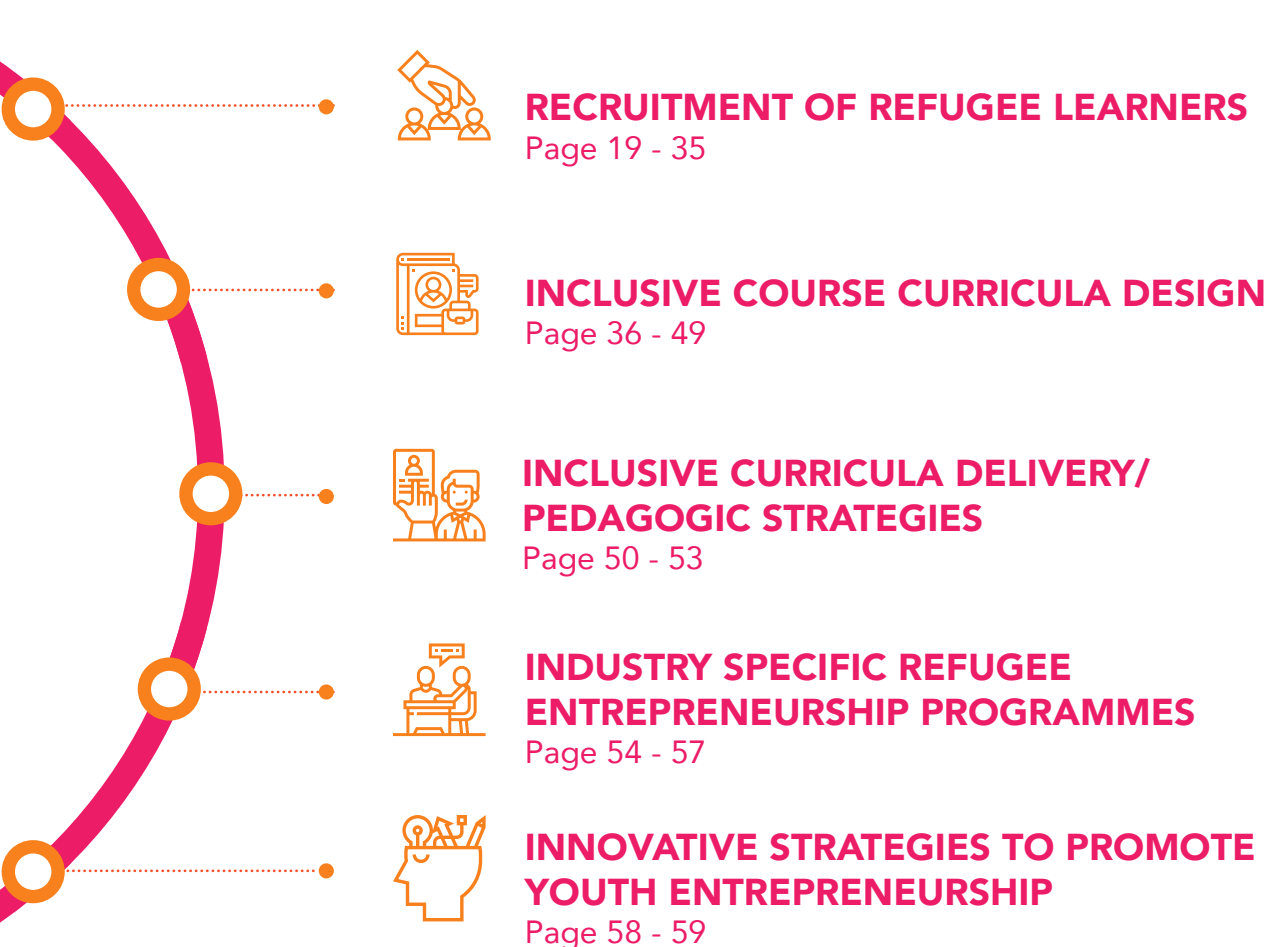 RECRUITMENT OF REFUGEE LEARNERS
Page 19 - 35
INCLUSIVE COURSE CURRICULA DESIGN
Page 36 - 49
INCLUSIVE CURRICULA DELIVERY/
PEDAGOGIC STRATEGIES
Page 50 - 53
INDUSTRY SPECIFIC REFUGEE
ENTREPRENEURSHIP PROGRAMMES
Page 54 - 57
INNOVATIVE STRATEGIES TO PROMOTE
YOUTH ENTREPRENEURSHIP
Page 58 - 59